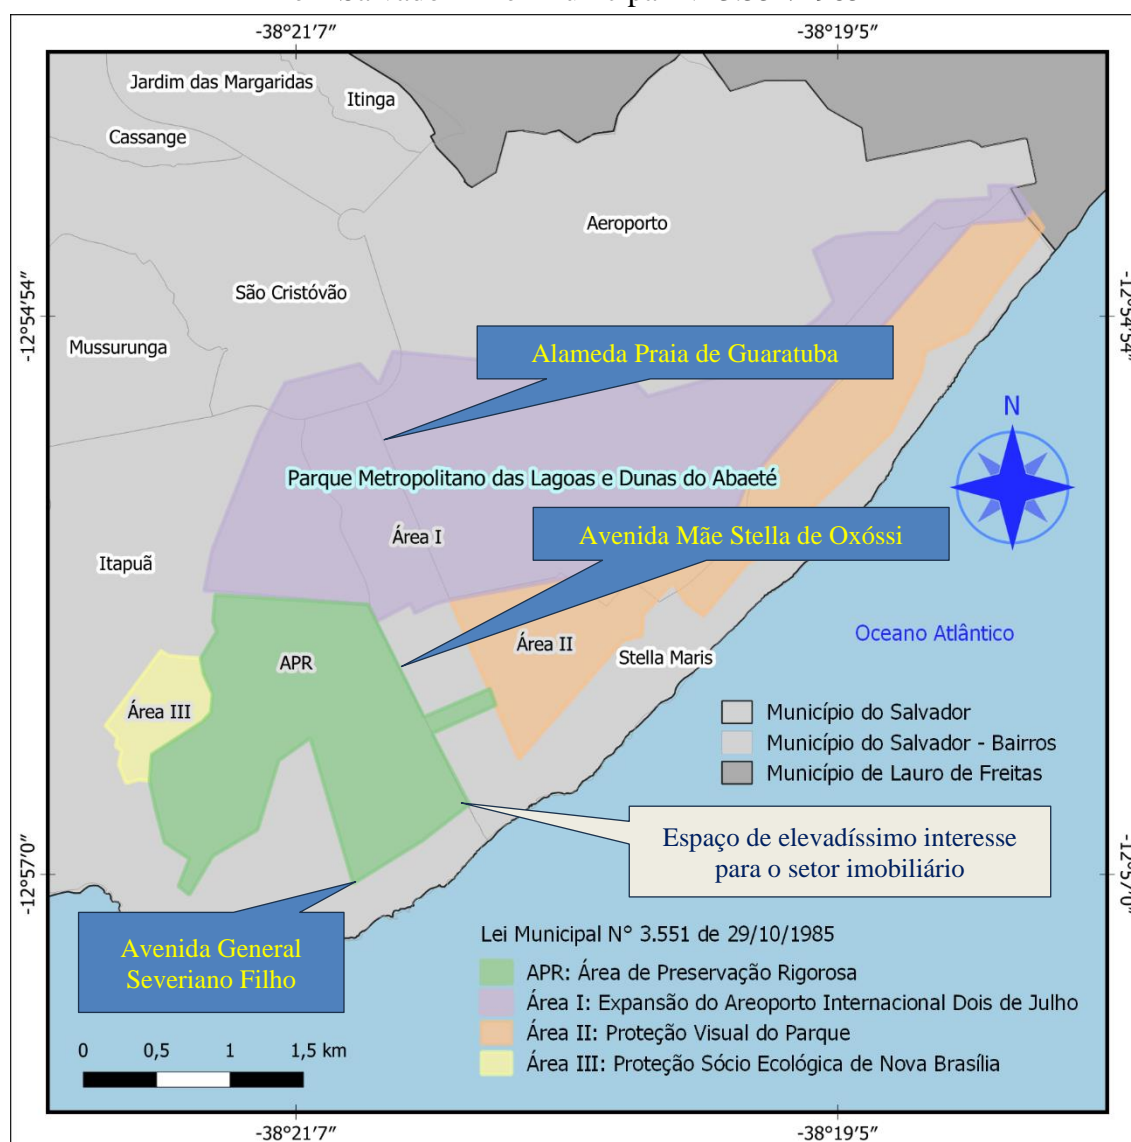 -38°21'7"
-38°19'5"
Jardim das Margaridas
Itinga
Cassange
Aeroporto
São Cristóvão
-12°54'54"
-12°54'54"
Mussurunga
Alameda Praia de Guaratuba
N
Parque Metropolitano das Lagoas e Dunas do Abaeté
Área I
Avenida Mãe Stella de Oxóssi
Itapuã
Oceano Atlântico
Área II
Stella Maris
APR
Área III
Município do Salvador
Município do Salvador - Bairros
Município de Lauro de Freitas
Espaço de elevadíssimo interesse
para o setor imobiliário
-12°57'0"
-12°57'0"
Avenida General
Severiano Filho
Lei Municipal N° 3.551 de 29/10/1985
APR: Área de Preservação Rigorosa
Área I: Expansão do Areoporto Internacional Dois de Julho
Área II: Proteção Visual do Parque
Área III: Proteção Sócio Ecológica de Nova Brasília
0 0,5 1 1,5 km
-38°21'7"
-38°19'5"